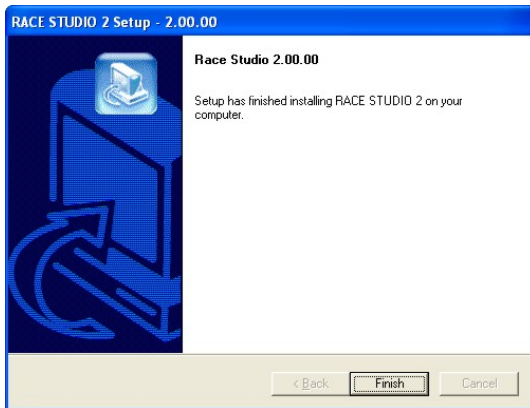 RACE STUDIO 2 Setup - 2.00.00
Race Studio 2.00.00
Setup has finished installing RACE STUDIO 2 on your
computer.
< Back
Finish
Cancel